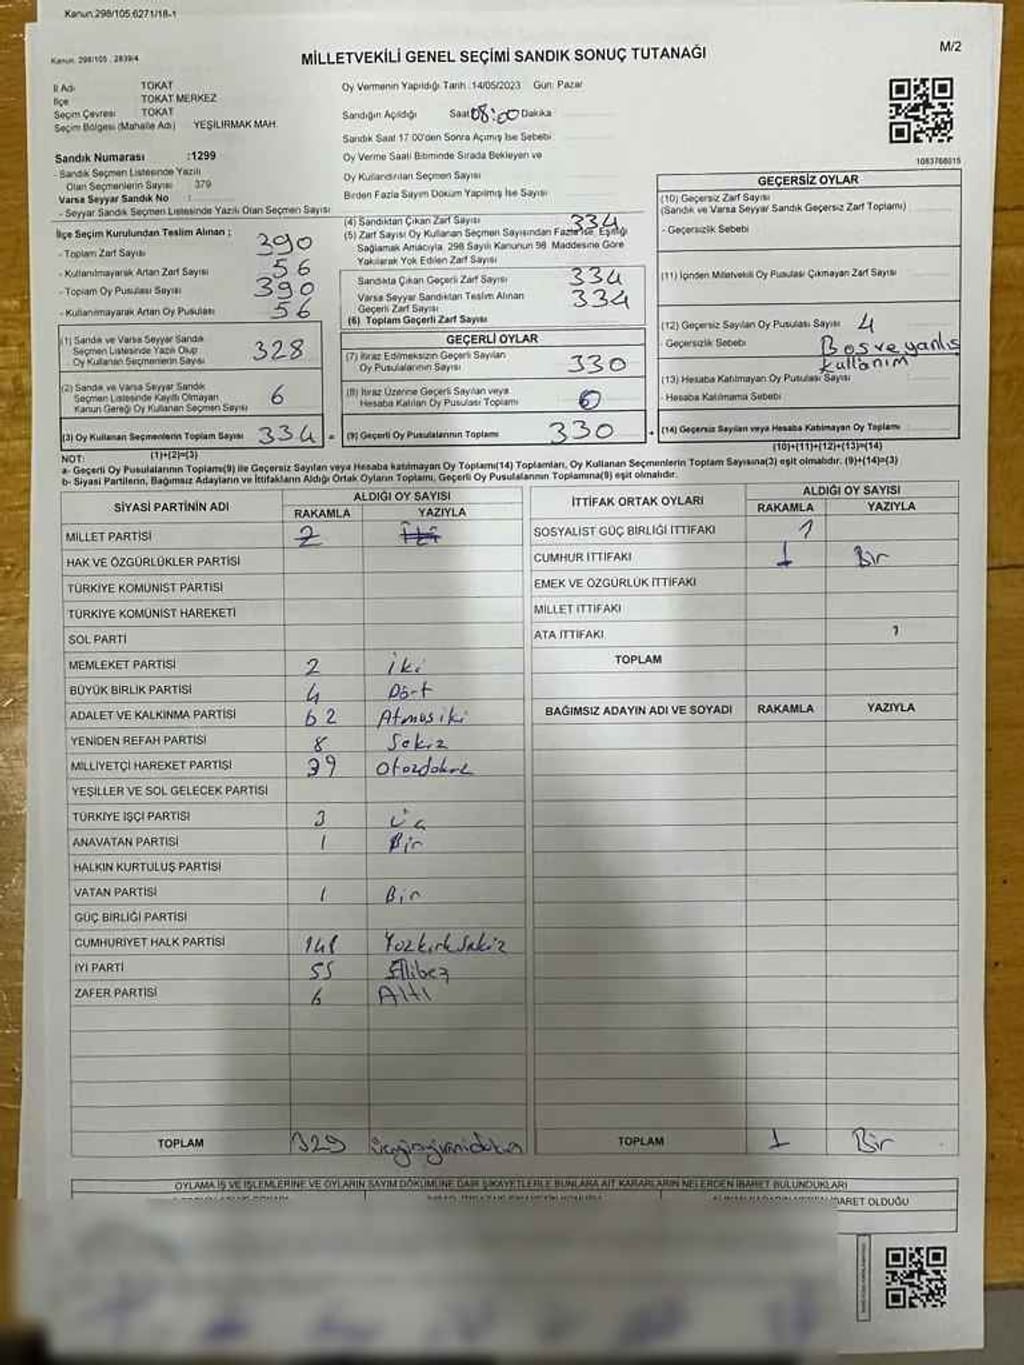 Kanun.298/105.6271/18-1
Kanun. 298/105 . 2839/4
MİLLETVEKİLİ GENEL SEÇİMİ SANDIK SONUÇ TUTANAĞI
M/2
İl Adı TOKAT
İlçe TOKAT MERKEZ
Seçim Çevresi TOKAT
Seçim Bölgesi (Mahalle Adı) YEŞİLIRMAK MAH.
Sandık Numarası :1299
- Sandık Seçmen Listesinde Yazılı
Olan Seçmenlerin Sayısı 379
Varsa Seyyar Sandık No :
- Seyyar Sandık Seçmen Listesinde Yazılı Olan Seçmen Sayısı
Oy Vermenin Yapıldığı Tarih :14/05/2023 Gün: Pazar
Sandığın Açıldığı Saat 08:00 Dakika
Sandık Saat 17.00'den Sonra Açılmış İse Sebebi
Oy Verme Saati Bitiminde Sırada Bekleyen ve
Oy Kullandırılan Seçmen Sayısı
Birden Fazla Sayım Döküm Yapılmış İse Sayısı
1083768015
İlçe Seçim Kurulundan Teslim Alınan ;
- Toplam Zarf Sayısı 390
- Kullanılmayarak Artan Zarf Sayısı 56
- Toplam Oy Pusulası Sayısı 390
- Kullanılmayarak Artan Oy Pusulası 56
(1) Sandık ve Varsa Seyyar Sandık
Seçmen Listesinde Yazılı Olup
Oy Kullanan Seçmenlerin Sayısı 328
(2) Sandık ve Varsa Seyyar Sandık
Seçmen Listesinde Kayıtlı Olmayan
Kanun Gereği Oy Kullanan Seçmen Sayısı 6
(3) Oy Kullanan Seçmenlerin Toplam Sayısı 334 =
(1)+(2)=(3)
(4) Sandıktan Çıkan Zarf Sayısı 334
(5) Zarf Sayısı Oy Kullanan Seçmen Sayısından Fazla ise, Eşitliği
Sağlamak Amacıyla, 298 Sayılı Kanunun 98. Maddesine Göre
Yakılarak Yok Edilen Zarf Sayısı
Sandıkta Çıkan Geçerli Zarf Sayısı 334
Varsa Seyyar Sandıktan Teslim Alınan
Geçerli Zarf Sayısı 334
(6) Toplam Geçerli Zarf Sayısı
GEÇERLİ OYLAR
(7) İtiraz Edilmeksizin Geçerli Sayılan
Oy Pusulalarının Sayısı 330
(8) İtiraz Üzerine Geçerli Sayılan veya
Hesaba Katılan Oy Pusulası Toplamı
(9) Geçerli Oy Pusulalarının Toplamı 330
GEÇERSİZ OYLAR
(10) Geçersiz Zarf Sayısı
(Sandık ve Varsa Seyyar Sandık Geçersiz Zarf Toplamı)
- Geçersizlik Sebebi
(11) İçinden Milletvekili Oy Pusulası Çıkmayan Zarf Sayısı
(12) Geçersiz Sayılan Oy Pusulası Sayısı 4
- Geçersizlik Sebebi Boş ve yanlış
kullanım
(13) Hesaba Katılmayan Oy Pusulası Sayısı
- Hesaba Katılmama Sebebi
(14) Geçersiz Sayılan veya Hesaba Katılmayan Oy Toplamı
(10)+(11)+(12)+(13)=(14)
NOT:
a- Geçerli Oy Pusulalarının Toplamı(9) ile Geçersiz Sayılan veya Hesaba katılmayan Oy Toplamı(14) Toplamları, Oy Kullanan Seçmenlerin Toplam Sayısına(3) eşit olmalıdır. (9)+(14)=(3)
b- Siyasi Partilerin, Bağımsız Adayların ve İttifakların Aldığı Ortak Oyların Toplamı, Geçerli Oy Pusulalarının Toplamına(9) eşit olmalıdır.
SİYASİ PARTİNİN ADI ALDIĞI OY SAYISI
RAKAMLA YAZIYLA
MİLLET PARTİSİ 2 İki
HAK VE ÖZGÜRLÜKLER PARTİSİ
TÜRKİYE KOMÜNİST PARTİSİ
TÜRKİYE KOMÜNİST HAREKETİ
SOL PARTİ
MEMLEKET PARTİSİ 2 iki
BÜYÜK BİRLİK PARTİSİ 4 Dört
ADALET VE KALKINMA PARTİSİ 62 Atmış iki
YENİDEN REFAH PARTİSİ 8 Sekiz
MİLLİYETÇİ HAREKET PARTİSİ 39 Otozdokuz
YEŞİLLER VE SOL GELECEK PARTİSİ
TÜRKİYE İŞÇİ PARTİSİ 3 üç
ANAVATAN PARTİSİ 1 Bir
HALKIN KURTULUŞ PARTİSİ
VATAN PARTİSİ 1 Bir
GÜÇ BİRLİĞİ PARTİSİ
CUMHURİYET HALK PARTİSİ 148 Yüzkırksekiz
İYİ PARTİ 55 Ellibeş
ZAFER PARTİSİ 6 Altı
TOPLAM 329 üçyüzyirmidokuz
İTTİFAK ORTAK OYLARI ALDIĞI OY SAYISI
RAKAMLA YAZIYLA
SOSYALİST GÜÇ BİRLİĞİ İTTİFAKI 1
CUMHUR İTTİFAKI 1 Bir
EMEK VE ÖZGÜRLÜK İTTİFAKI
MİLLET İTTİFAKI
ATA İTTİFAKI 1
TOPLAM
BAĞIMSIZ ADAYIN ADI VE SOYADI RAKAMLA YAZIYLA
TOPLAM 1 Bir
OYLAMA İŞ VE İŞLEMLERİNE VE OYLARIN SAYIM DÖKÜMÜNE DAİR ŞİKAYETLERLE BUNLARA AİT KARARLARIN NELERDEN İBARET BULUNDUKLARI
İBARET OLDUĞU